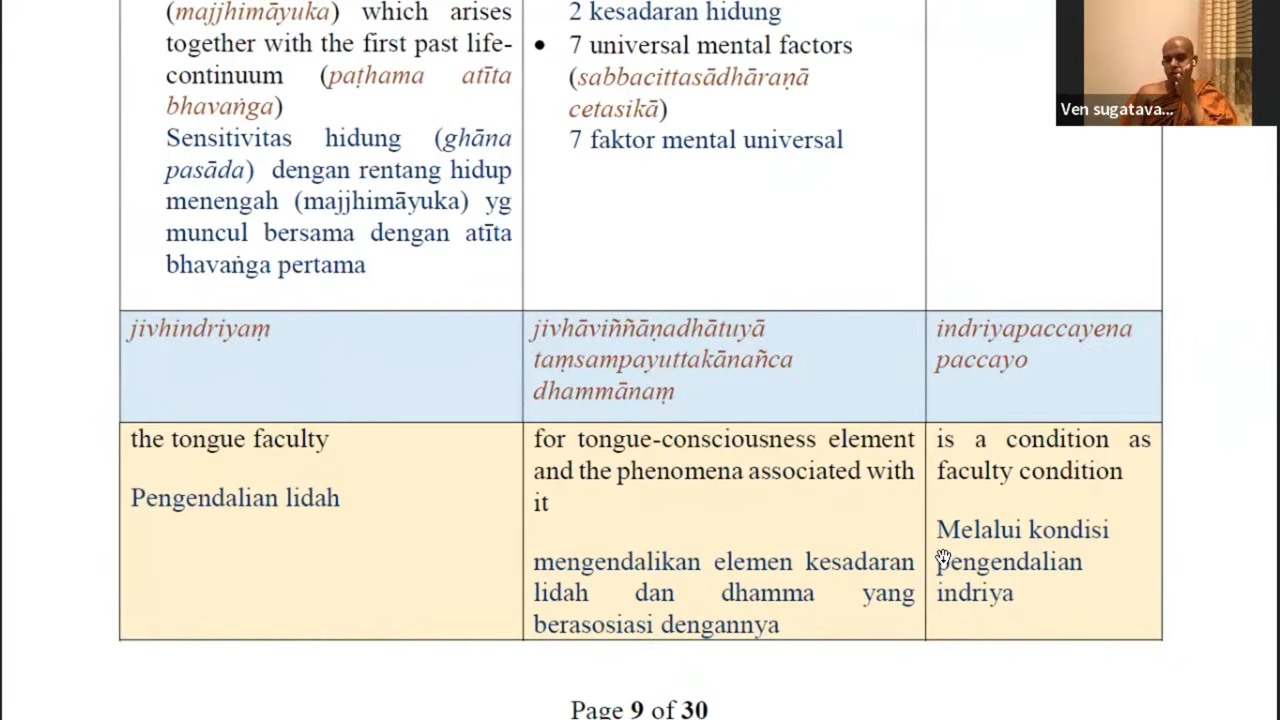 (majjhimāyuka) which arises
together with the first past life-
continuum (paṭhama atīta
bhavaṅga)
Sensitivitas hidung (ghāna
pasāda) dengan rentang hidup
menengah (majjhimāyuka) yg
muncul bersama dengan atīta
bhavaṅga pertama
2 kesadaran hidung
• 7 universal mental factors
(sabbacittasādhāraṇā
cetasikā)
7 faktor mental universal
jivhindriyaṃ
jivhāviññāṇadhātuyā
taṃsampayuttakānañca
dhammānaṃ
indriyapaccayena
paccayo
the tongue faculty
Pengendalian lidah
for tongue-consciousness element
and the phenomena associated with
it
mengendalikan elemen kesadaran
lidah dan dhamma yang
berasosiasi dengannya
is a condition as
faculty condition
Melalui kondisi
pengendalian
indriya
Page 9 of 30
Ven sugatava...